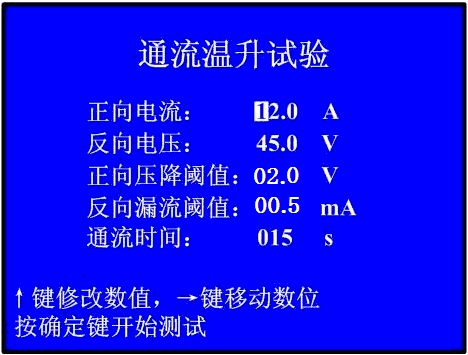 通流温升试验
正向电流： 12.0 A
反向电压： 45.0 V
正向压降阈值：02.0 V
反向漏流阈值：00.5 mA
通流时间： 015 s
↑键修改数值，→键移动数位
按确定键开始测试